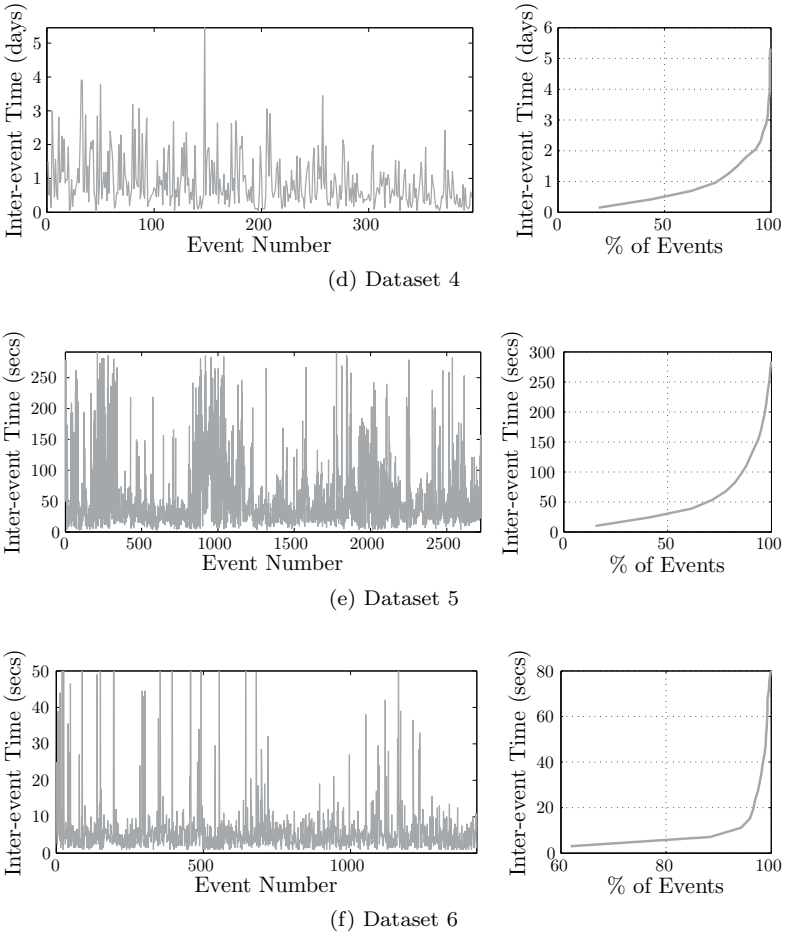 Inter-event Time (days)
5
4
3
2
1
0
0 100 200 300
Event Number
Inter-event Time (days)
6
5
4
3
2
1
0
0 50 100
% of Events
(d) Dataset 4
Inter-event Time (secs)
250
200
150
100
50
0
0 500 1000 1500 2000 2500
Event Number
Inter-event Time (secs)
300
250
200
150
100
50
0
0 50 100
% of Events
(e) Dataset 5
Inter-event Time (secs)
50
40
30
20
10
0
0 500 1000
Event Number
Inter-event Time (secs)
80
60
40
20
0
60 80 100
% of Events
(f) Dataset 6